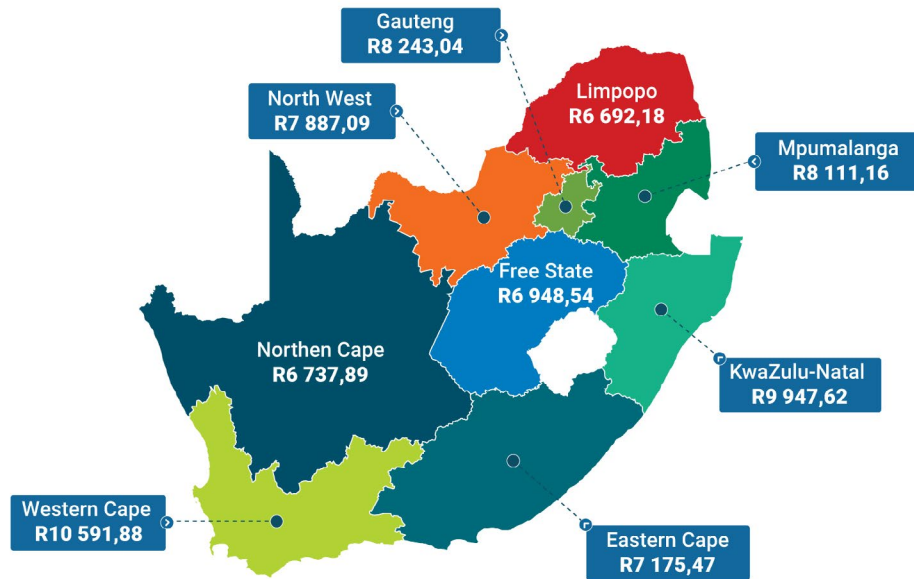 Gauteng
R8 243,04
Limpopo
R6 692,18
North West
R7 887,09
Mpumalanga
R8 111,16
Free State
R6 948,54
Northen Cape
R6 737,89
KwaZulu-Natal
R9 947,62
Western Cape
R10 591,88
Eastern Cape
R7 175,47